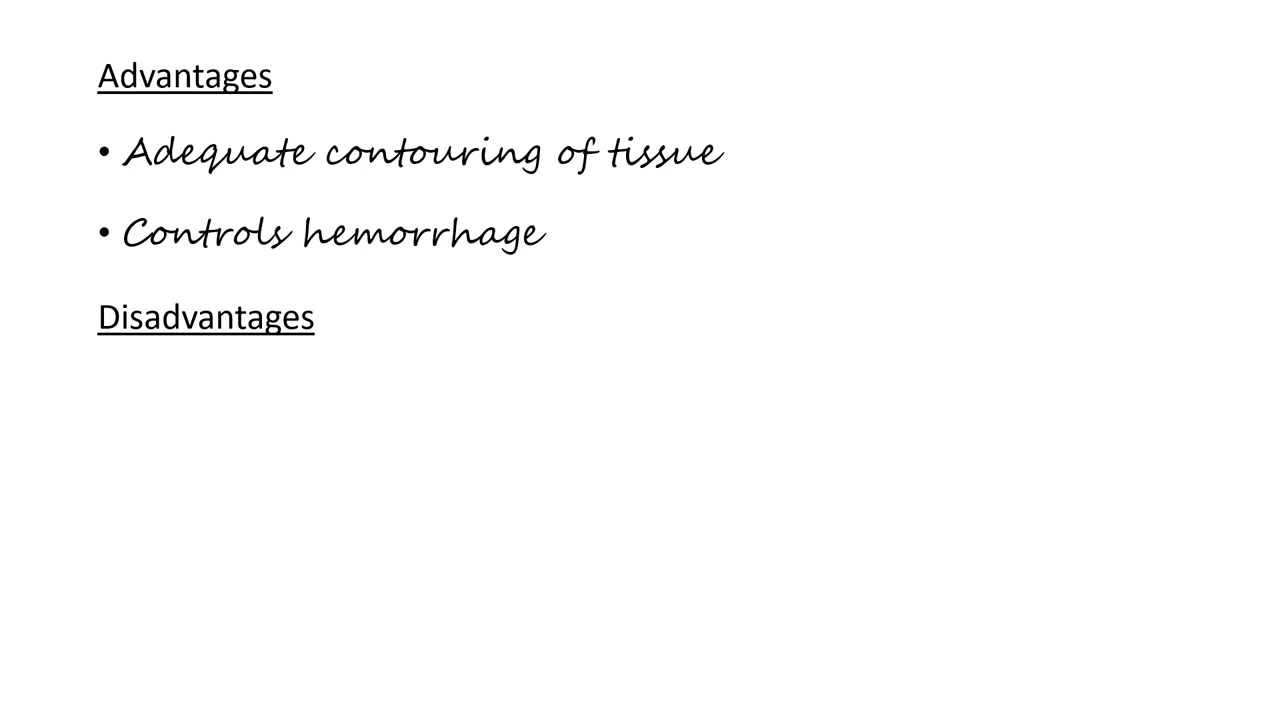 Advantages
• Adequate contouring of tissue
• Controls hemorrhage
Disadvantages